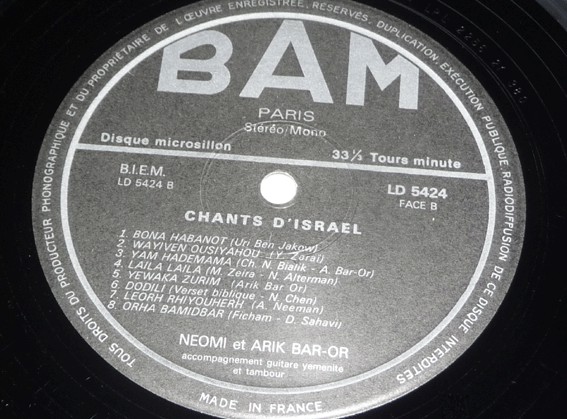 TOUS DROITS DU PRODUCTEUR PHONOGRAPHIQUE ET DU PROPRIÉTAIRE DE L'ŒUVRE ENREGISTRÉE, RÉSERVÉS, DUPLICATION, EXÉCUTION PUBLIQUE, RADIODIFFUSION DE CE DISQUE INTERDITES
BAM
PARIS
Stéréo/Mono
Disque microsillon 33⅓ Tours minute
B.I.E.M. LD 5424
LD 5424 B FACE B
CHANTS D'ISRAEL
1. BONA HABANOT (Uri Ben Jakow)
2. WAYIVEN OUSIYAHOU (Y. Zarai)
3. YAM HADEMAMA (Ch. N. Bialik - A. Bar-Or)
4. LAILA LAILA (M. Zeira - N. Alterman)
5. YEWAKA ZURIM (Arik Bar Or)
6. DODILI (Verset biblique - N. Chen)
7. LEORH RHIYOUHERH (A. Neeman)
8. ORHA BAMIDBAR (Ficham - D. Sahavi)
NEOMI et ARIK BAR-OR
accompagnement guitare yemenite
et tambour
MADE IN FRANCE